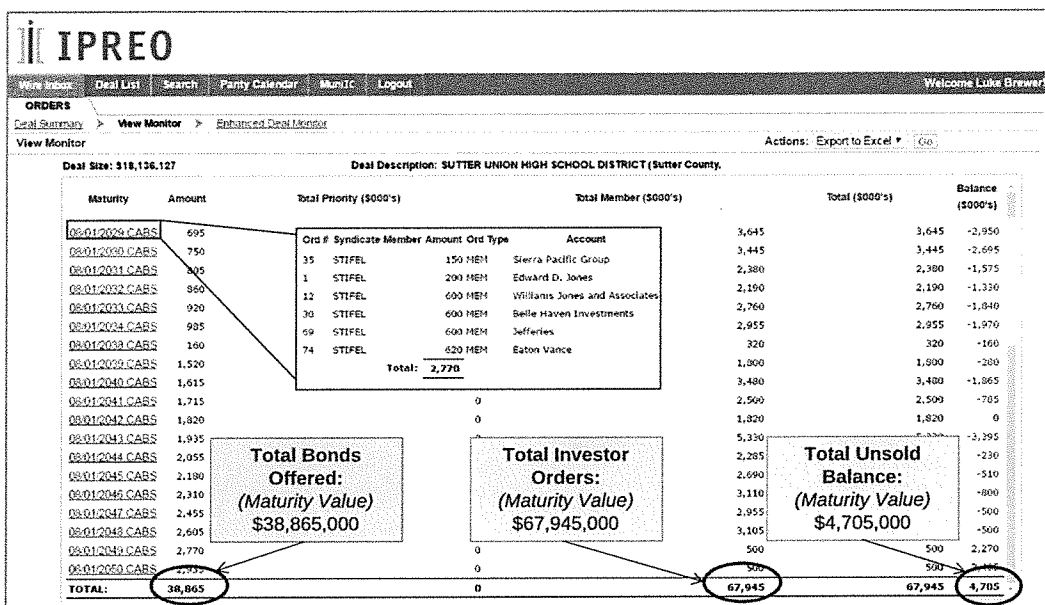 IPREO
Wire Inbox Deal List Search Parity Calendar MuniIC Logout Welcome Luke Brewer
ORDERS
Deal Summary > View Monitor > Enhanced Deal Monitor
View Monitor Actions: Export to Excel Go
Deal Size: $18,136,127 Deal Description: SUTTER UNION HIGH SCHOOL DISTRICT (Sutter County,
Maturity Amount Total Priority ($000's) Total Member ($000's) Total ($000's) Balance ($000's)
08/01/2029 CABS 695 3,645 3,645 -2,950
08/01/2030 CABS 750 3,445 3,445 -2,695
08/01/2031 CABS 805 2,380 2,380 -1,575
08/01/2032 CABS 860 2,190 2,190 -1,330
08/01/2033 CABS 920 2,760 2,760 -1,840
08/01/2034 CABS 985 2,955 2,955 -1,970
08/01/2038 CABS 160 320 320 -160
08/01/2039 CABS 1,520 1,800 1,800 -280
08/01/2040 CABS 1,615 3,480 3,480 -1,865
08/01/2041 CABS 1,715 0 2,500 2,500 -785
08/01/2042 CABS 1,820 0 1,820 1,820 0
08/01/2043 CABS 1,935 5,330 -3,395
08/01/2044 CABS 2,055 2,285 -230
08/01/2045 CABS 2,180 2,690 -510
08/01/2046 CABS 2,310 3,110 -800
08/01/2047 CABS 2,455 2,955 -500
08/01/2048 CABS 2,605 3,105 -500
08/01/2049 CABS 2,770 0 500 500 2,270
08/01/2050 CABS 0 500 500
TOTAL: 38,865 0 67,945 67,945 4,705
Ord # Syndicate Member Amount Ord Type Account
35 STIFEL 150 MEM Sierra Pacific Group
1 STIFEL 200 MEM Edward D. Jones
12 STIFEL 600 MEM Williams Jones and Associates
30 STIFEL 600 MEM Belle Haven Investments
69 STIFEL 600 MEM Jefferies
74 STIFEL 620 MEM Eaton Vance
Total: 2,770
Total Bonds
Offered:
(Maturity Value)
$38,865,000
Total Investor
Orders:
(Maturity Value)
$67,945,000
Total Unsold
Balance:
(Maturity Value)
$4,705,000